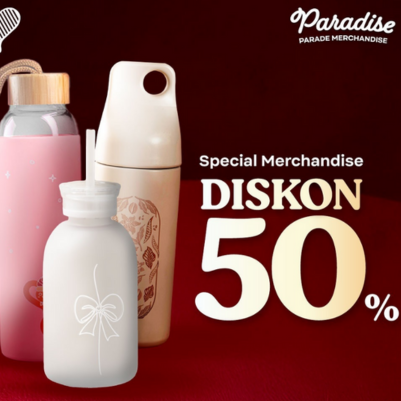 Paradise
PARADE MERCHANDISE
Special Merchandise
DISKON
50%